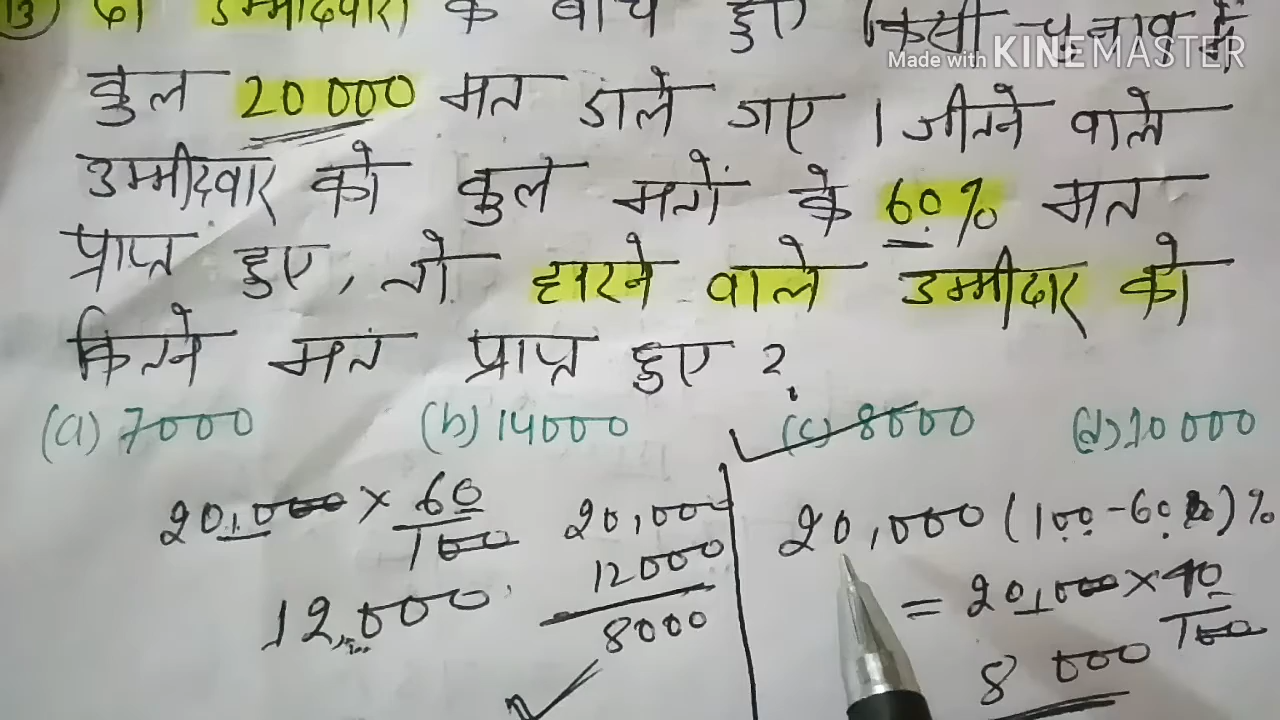 13 दो उम्मीदवारों के बीच हुए किसी चुनाव में
Made with KINEMASTER
कुल 20000 मत डाले गए । जीतने वाले
उम्मीदवार को कुल मतों के 60% मत
प्राप्त हुए, तो हारने वाले उम्मीदार को
कितने मत प्राप्त हुए ?
(a) 7000 (b) 14000 (c) 8000 (d) 10000
20,000 × 60/100
12,000
20,000
12000
8000
20,000 (100-60)%
= 20,000 × 40/100
8000